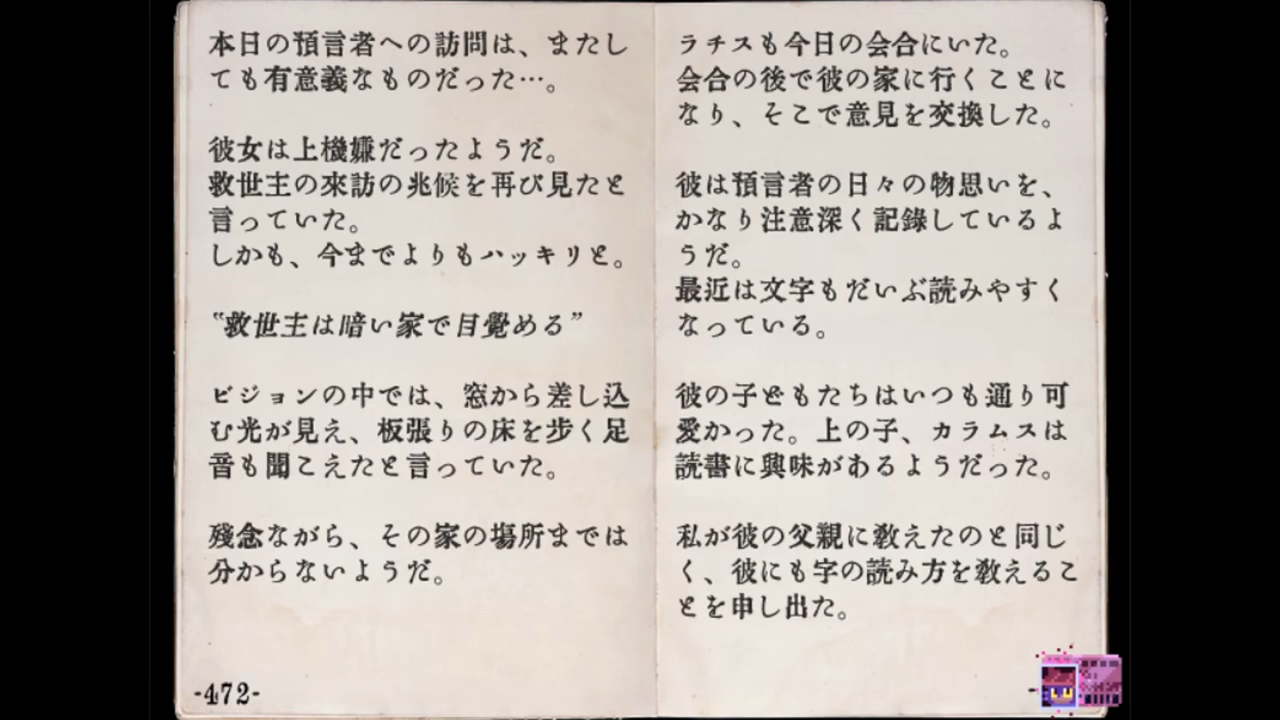 本日の預言者への訪問は、またし
ても有意義なものだった…。
彼女は上機嫌だったようだ。
救世主の来訪の兆候を再び見たと
言っていた。
しかも、今までよりもハッキリと。
“救世主は暗い家で目覚める”
ビジョンの中では、窓から差し込
む光が見え、板張りの床を歩く足
音も聞こえたと言っていた。
残念ながら、その家の場所までは
分からないようだ。
-472-
ラチスも今日の会合にいた。
会合の後で彼の家に行くことに
なり、そこで意見を交換した。
彼は預言者の日々の物思いを、
かなり注意深く記録しているよ
うだ。
最近は文字もだいぶ読みやすく
なっている。
彼の子どもたちはいつも通り可
愛かった。上の子、カラムスは
読書に興味があるようだった。
私が彼の父親に教えたのと同じ
く、彼にも字の読み方を教えるこ
とを申し出た。